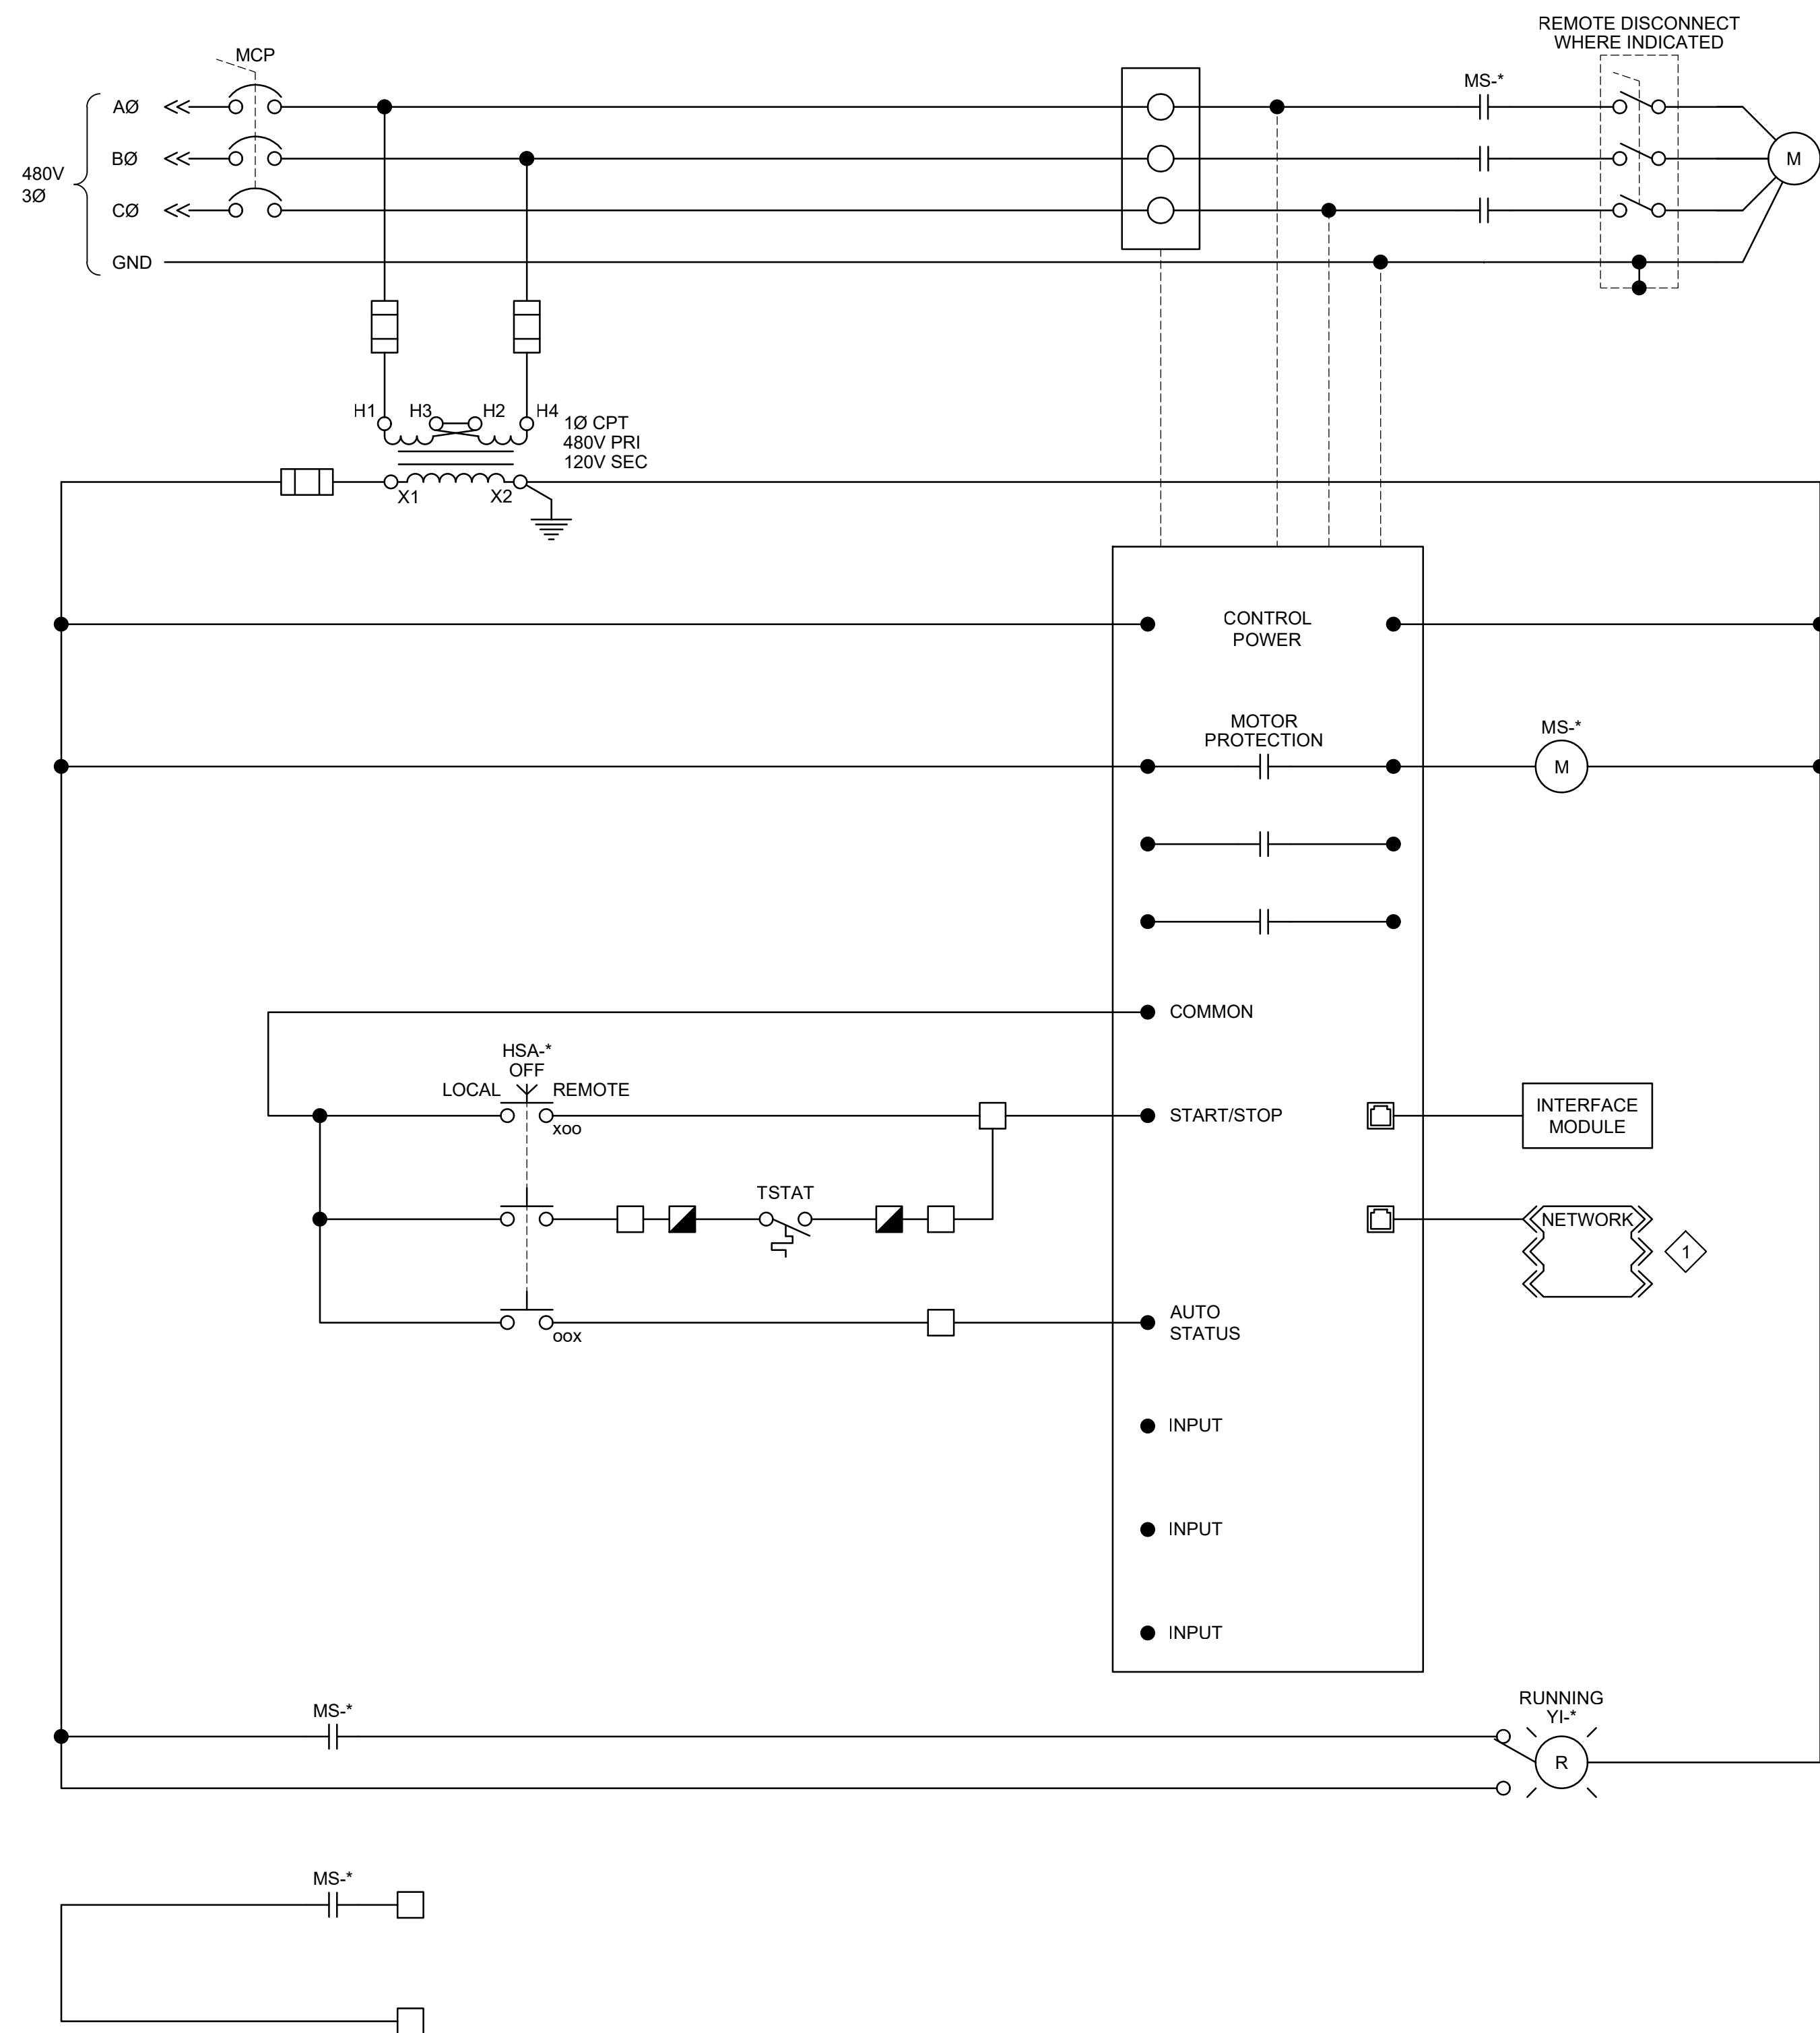 REMOTE DISCONNECT
WHERE INDICATED
MCP
MS-*
AØ
BØ
CØ
GND
480V
3Ø
M
H1
H3
H2
H4
1Ø CPT
480V PRI
120V SEC
X1
X2
CONTROL
POWER
MOTOR
PROTECTION
MS-*
M
COMMON
HSA-*
OFF
LOCAL
REMOTE
xoo
START/STOP
INTERFACE
MODULE
TSTAT
NETWORK
1
AUTO
STATUS
oox
INPUT
INPUT
INPUT
MS-*
RUNNING
YI-*
R
MS-*